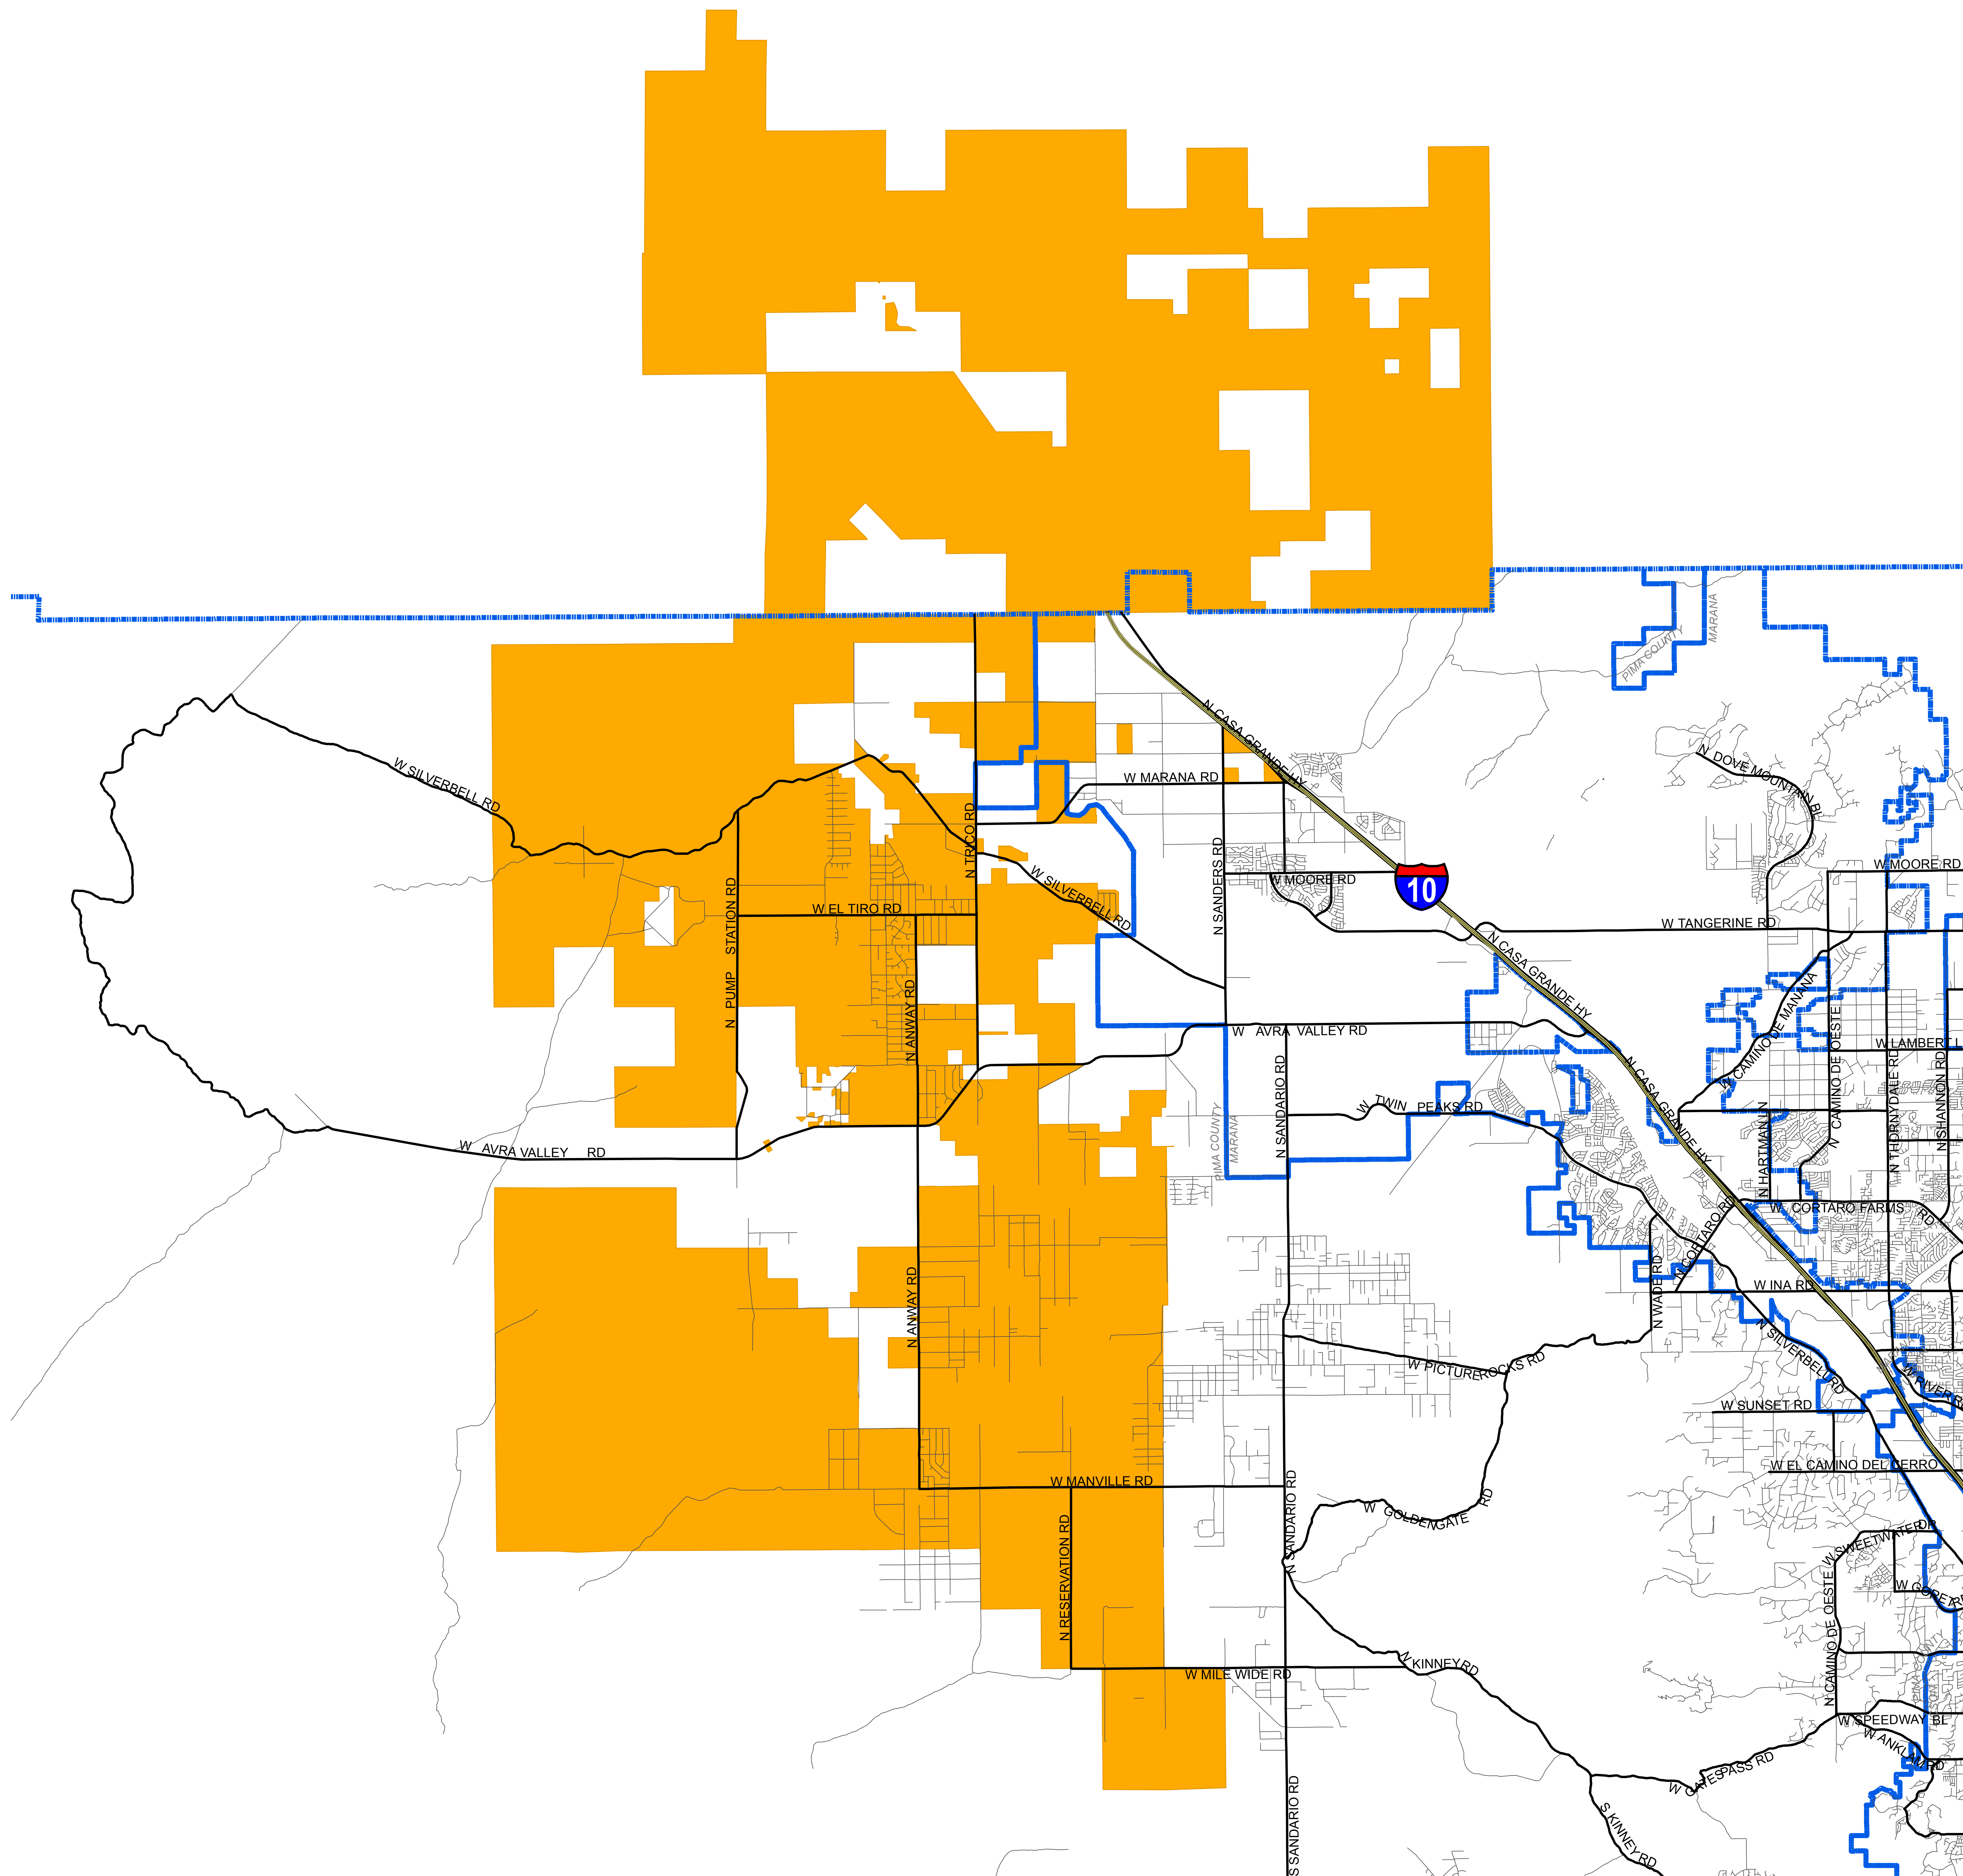 PIMA COUNTY
MARANA
N CASA GRANDE HY
N DOVE MOUNTAIN BL
W SILVERBELL RD
W MARANA RD
N TRICO RD
N SANDERS RD
W MOORE RD
W MOORE RD
10
W SILVERBELL RD
N PUMP STATION RD
W EL TIRO RD
W TANGERINE RD
N CASA GRANDE HY
N ANWAY RD
W CAMINO DE MANANA
N CAMINO DE OESTE
W AVRA VALLEY RD
W LAMBERT L
N THORNYDALE RD
N SHANNON RD
N SANDARIO RD
N CASA GRANDE HY
W TWIN PEAKS RD
PIMA COUNTY
MARANA
W AVRA VALLEY RD
N HARTMAN LN
W CORTARO FARMS RD
N CORTARO RD
N ANWAY RD
N WADE RD
W INA RD
N SILVERBELL RD
W PICTURE ROCKS RD
W RIVER R
W SUNSET RD
W EL CAMINO DEL CERRO
W MANVILLE RD
N SANDARIO RD
W GOLDEN GATE RD
N RESERVATION RD
W SWEETWATER DR
N CAMINO DE OESTE
W GORET R
W MILE WIDE RD
N KINNEY RD
PIMA COUNTY
W SPEEDWAY BL
W ANKLAM RD
W GATES PASS RD
S SANDARIO RD
S KINNEY RD